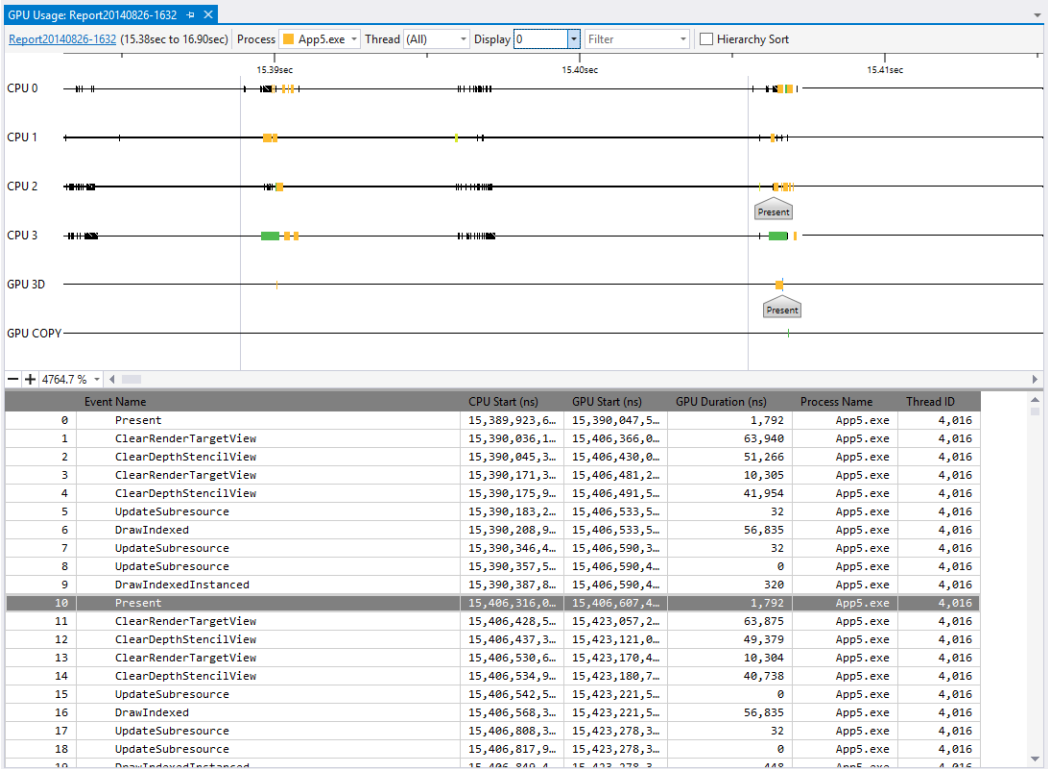 GPU Usage: Report20140826-1632
Report20140826-1632 (15.38sec to 16.90sec) Process App5.exe Thread (All) Display 0 Filter Hierarchy Sort
15.39sec 15.40sec 15.41sec
CPU 0
CPU 1
CPU 2
Present
CPU 3
GPU 3D
Present
GPU COPY
4764.7 %
Event Name CPU Start (ns) GPU Start (ns) GPU Duration (ns) Process Name Thread ID
0 Present 15,389,923,6... 15,390,047,5... 1,792 App5.exe 4,016
1 ClearRenderTargetView 15,390,036,1... 15,406,366,0... 63,940 App5.exe 4,016
2 ClearDepthStencilView 15,390,045,3... 15,406,430,0... 51,266 App5.exe 4,016
3 ClearRenderTargetView 15,390,171,3... 15,406,481,2... 10,305 App5.exe 4,016
4 ClearDepthStencilView 15,390,175,9... 15,406,491,5... 41,954 App5.exe 4,016
5 UpdateSubresource 15,390,183,2... 15,406,533,5... 32 App5.exe 4,016
6 DrawIndexed 15,390,208,9... 15,406,533,5... 56,835 App5.exe 4,016
7 UpdateSubresource 15,390,346,4... 15,406,590,3... 32 App5.exe 4,016
8 UpdateSubresource 15,390,357,5... 15,406,590,4... 0 App5.exe 4,016
9 DrawIndexedInstanced 15,390,387,8... 15,406,590,4... 320 App5.exe 4,016
10 Present 15,406,316,0... 15,406,607,4... 1,792 App5.exe 4,016
11 ClearRenderTargetView 15,406,428,5... 15,423,057,2... 63,875 App5.exe 4,016
12 ClearDepthStencilView 15,406,437,3... 15,423,121,0... 49,379 App5.exe 4,016
13 ClearRenderTargetView 15,406,530,6... 15,423,170,4... 10,304 App5.exe 4,016
14 ClearDepthStencilView 15,406,534,9... 15,423,180,7... 40,738 App5.exe 4,016
15 UpdateSubresource 15,406,542,5... 15,423,221,5... 0 App5.exe 4,016
16 DrawIndexed 15,406,568,3... 15,423,221,5... 56,835 App5.exe 4,016
17 UpdateSubresource 15,406,808,3... 15,423,278,3... 32 App5.exe 4,016
18 UpdateSubresource 15,406,817,9... 15,423,278,3... 0 App5.exe 4,016
19 DrawIndexedInstanced 15,406,849,4... 15,423,278,3... 448 App5.exe 4,016